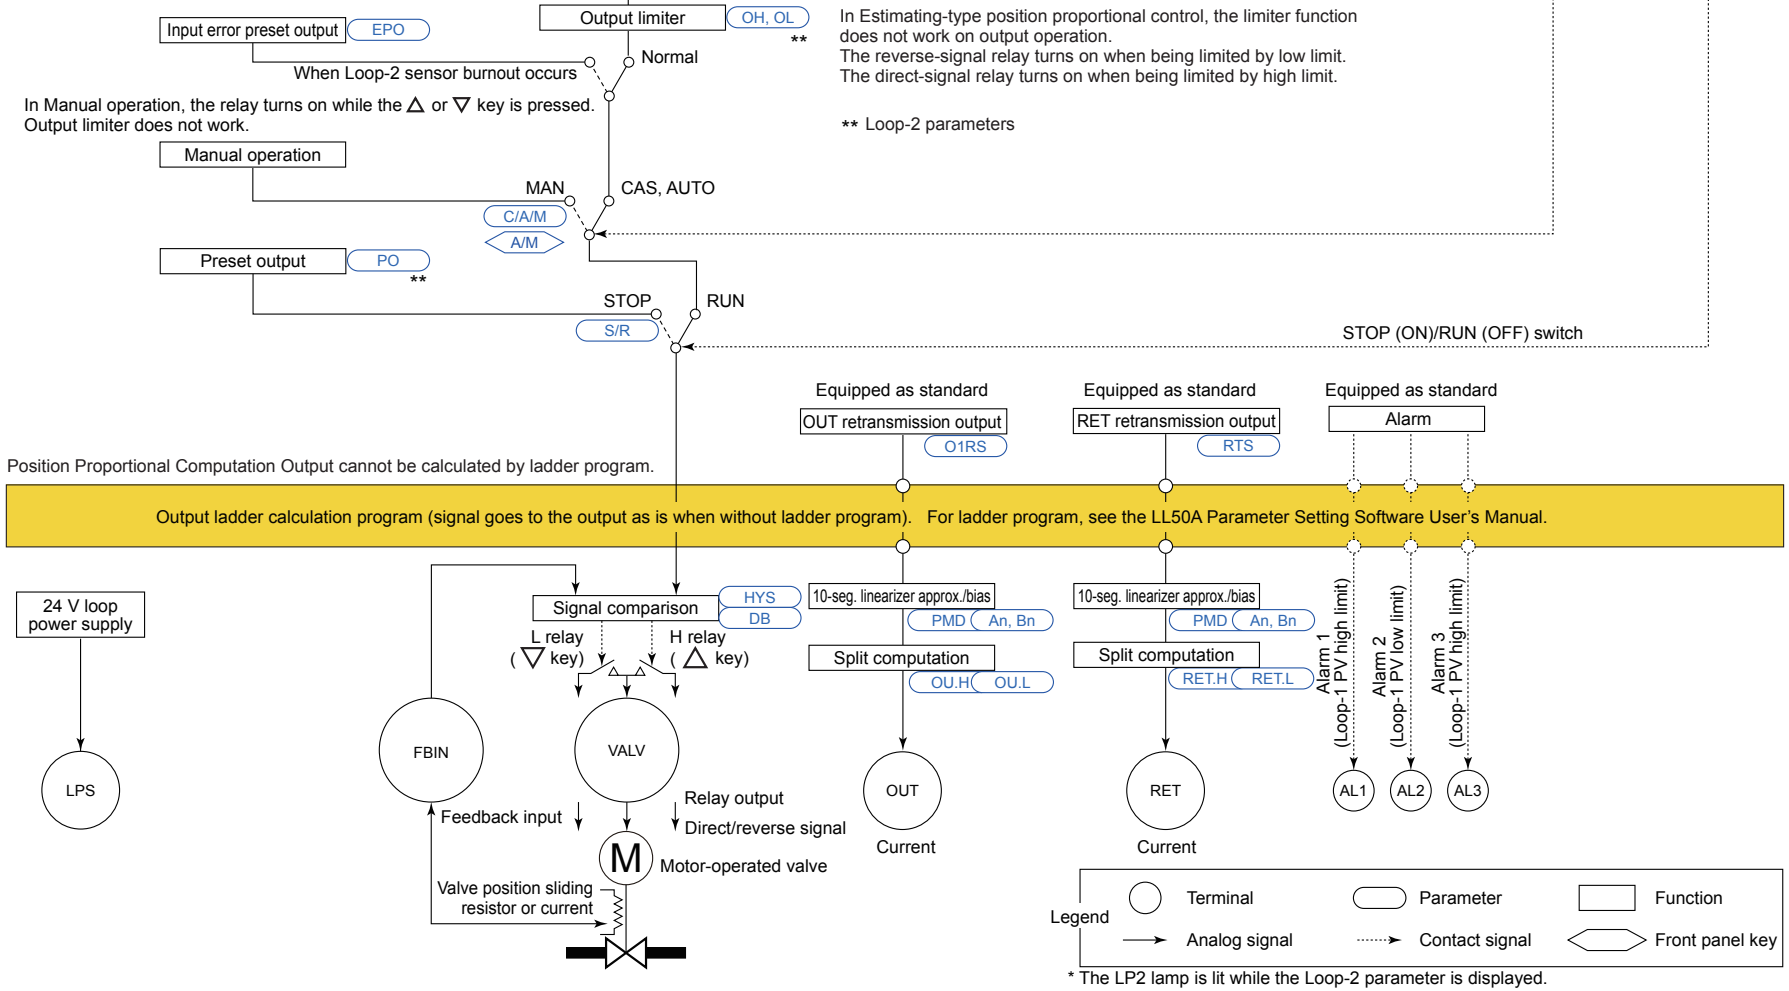 Output limiter
OH, OL
**
Input error preset output
EPO
Normal
When Loop-2 sensor burnout occurs
In Estimating-type position proportional control, the limiter function
does not work on output operation.
The reverse-signal relay turns on when being limited by low limit.
The direct-signal relay turns on when being limited by high limit.
** Loop-2 parameters
In Manual operation, the relay turns on while the △ or ▽ key is pressed.
Output limiter does not work.
Manual operation
MAN
CAS, AUTO
C/A/M
A/M
Preset output
PO
**
STOP
RUN
S/R
STOP (ON)/RUN (OFF) switch
Equipped as standard
OUT retransmission output
O1RS
Equipped as standard
RET retransmission output
RTS
Equipped as standard
Alarm
Position Proportional Computation Output cannot be calculated by ladder program.
Output ladder calculation program (signal goes to the output as is when without ladder program). For ladder program, see the LL50A Parameter Setting Software User's Manual.
24 V loop
power supply
LPS
Signal comparison
HYS
DB
L relay
( ▽ key)
H relay
( △ key)
FBIN
VALV
Feedback input
Relay output
Direct/reverse signal
M
Motor-operated valve
Valve position sliding
resistor or current
10-seg. linearizer approx./bias
PMD
An, Bn
Split computation
OU.H
OU.L
OUT
Current
10-seg. linearizer approx./bias
PMD
An, Bn
Split computation
RET.H
RET.L
RET
Current
Alarm 1
(Loop-1 PV high limit)
Alarm 2
(Loop-1 PV low limit)
Alarm 3
(Loop-1 PV high limit)
AL1
AL2
AL3
Legend
Terminal
Parameter
Function
Analog signal
Contact signal
Front panel key
* The LP2 lamp is lit while the Loop-2 parameter is displayed.